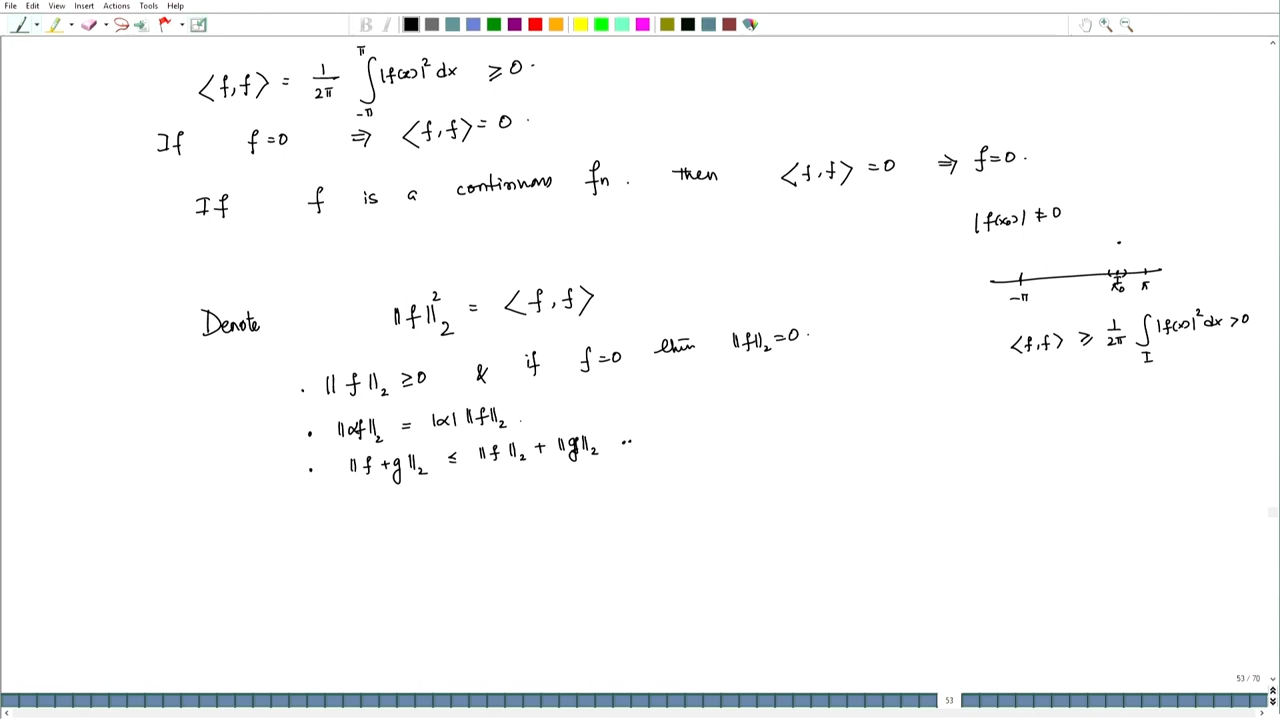 File Edit View Insert Actions Tools Help
B I
⟨f,f⟩ = 1/2π ∫_{-π}^{π} |f(x)|² dx ≥ 0.
If f=0 ⇒ ⟨f,f⟩ = 0.
If f is a continuous fn. then ⟨f,f⟩ = 0 ⇒ f=0.
|f(x₀)| ≠ 0
-π x₀ π
⟨f,f⟩ ≥ 1/2π ∫_I |f(x)|² dx > 0
Denote ‖f‖₂² = ⟨f,f⟩
. ‖f‖₂ ≥ 0 & if f=0 then ‖f‖₂ = 0.
. ‖αf‖₂ = |α| ‖f‖₂.
. ‖f+g‖₂ ≤ ‖f‖₂ + ‖g‖₂ ..
53 / 70
53